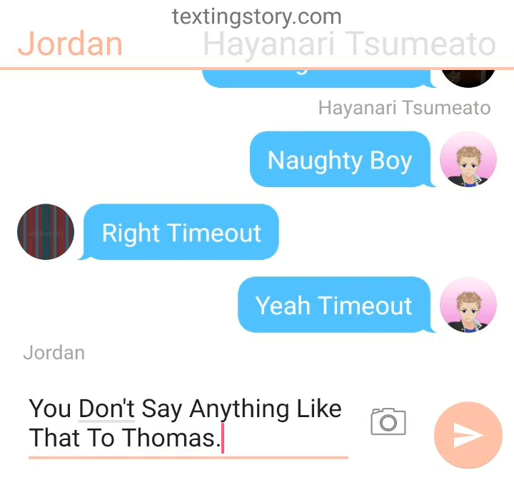 textingstory.com
Jordan Hayanari Tsumeato
Hayanari Tsumeato
Naughty Boy
Right Timeout
Yeah Timeout
Jordan
You Don't Say Anything Like
That To Thomas.